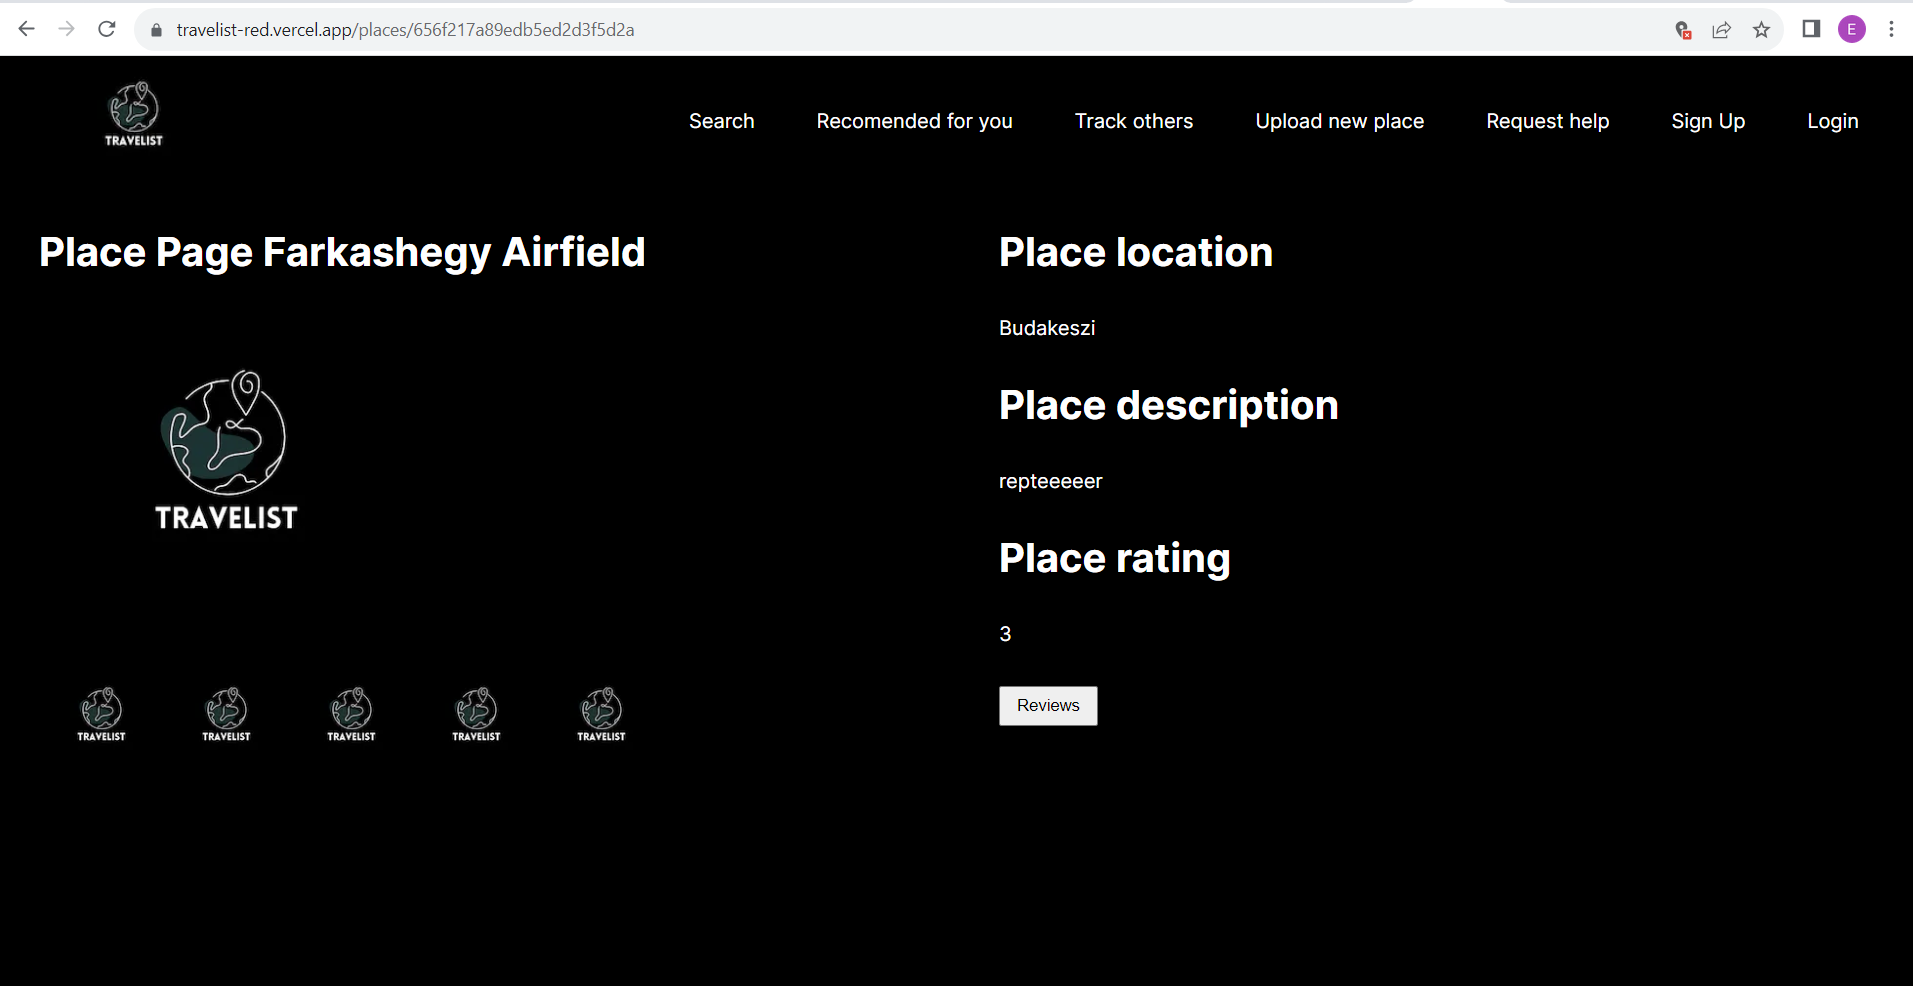 travelist-red.vercel.app/places/656f217a89edb5ed2d3f5d2a
E
TRAVELIST
Search Recomended for you Track others Upload new place Request help Sign Up Login
Place Page Farkashegy Airfield
TRAVELIST
TRAVELIST TRAVELIST TRAVELIST TRAVELIST TRAVELIST
Place location
Budakeszi
Place description
repteeeeer
Place rating
3
Reviews